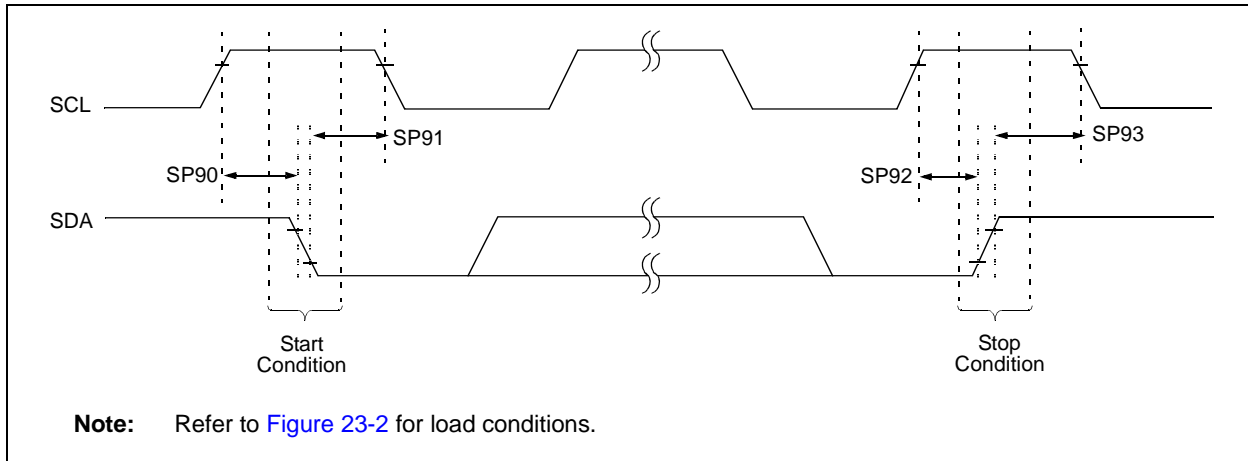 SCL
SP91
SP93
SP90
SP92
SDA
Start
Condition
Stop
Condition
Note: Refer to Figure 23-2 for load conditions.